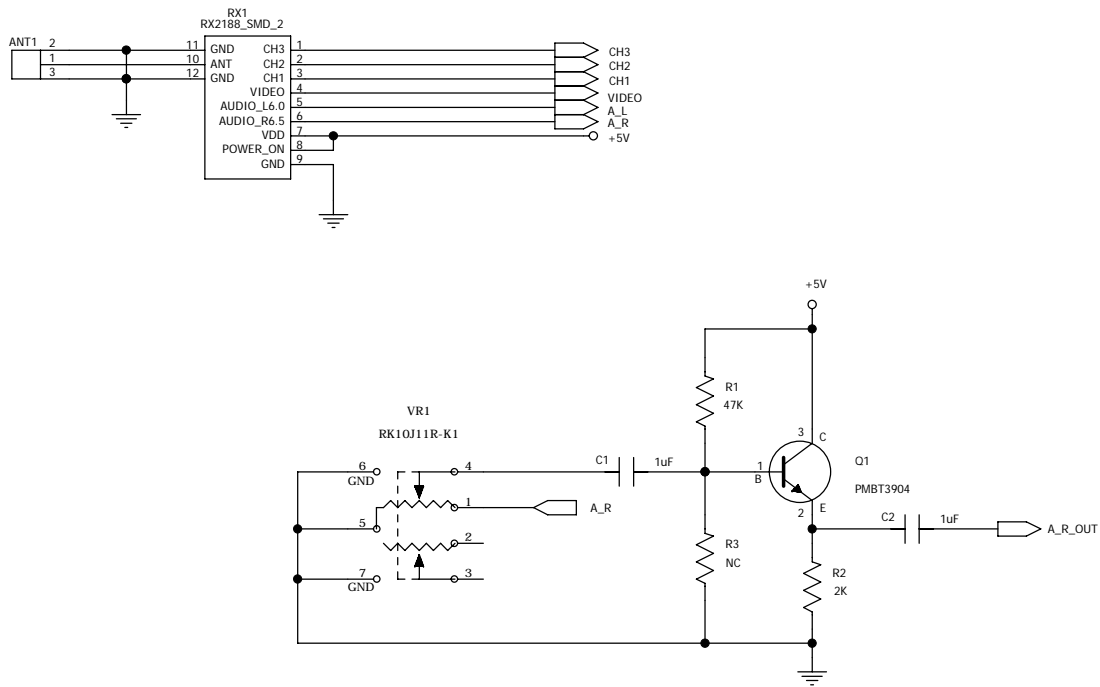 RX1
RX2188_SMD_2
ANT1
2
1
3
11 GND CH3 1
10 ANT CH2 2
12 GND CH1 3
VIDEO 4
AUDIO_L6.0 5
AUDIO_R6.5 6
VDD 7
POWER_ON 8
GND 9
CH3
CH2
CH1
VIDEO
A_L
A_R
+5V
+5V
R1
47K
VR1
RK10J11R-K1
6
GND
4
1
A_R
5
2
7
GND
3
C1
1uF
1
B
3
C
Q1
PMBT3904
2
E
C2
1uF
A_R_OUT
R3
NC
R2
2K